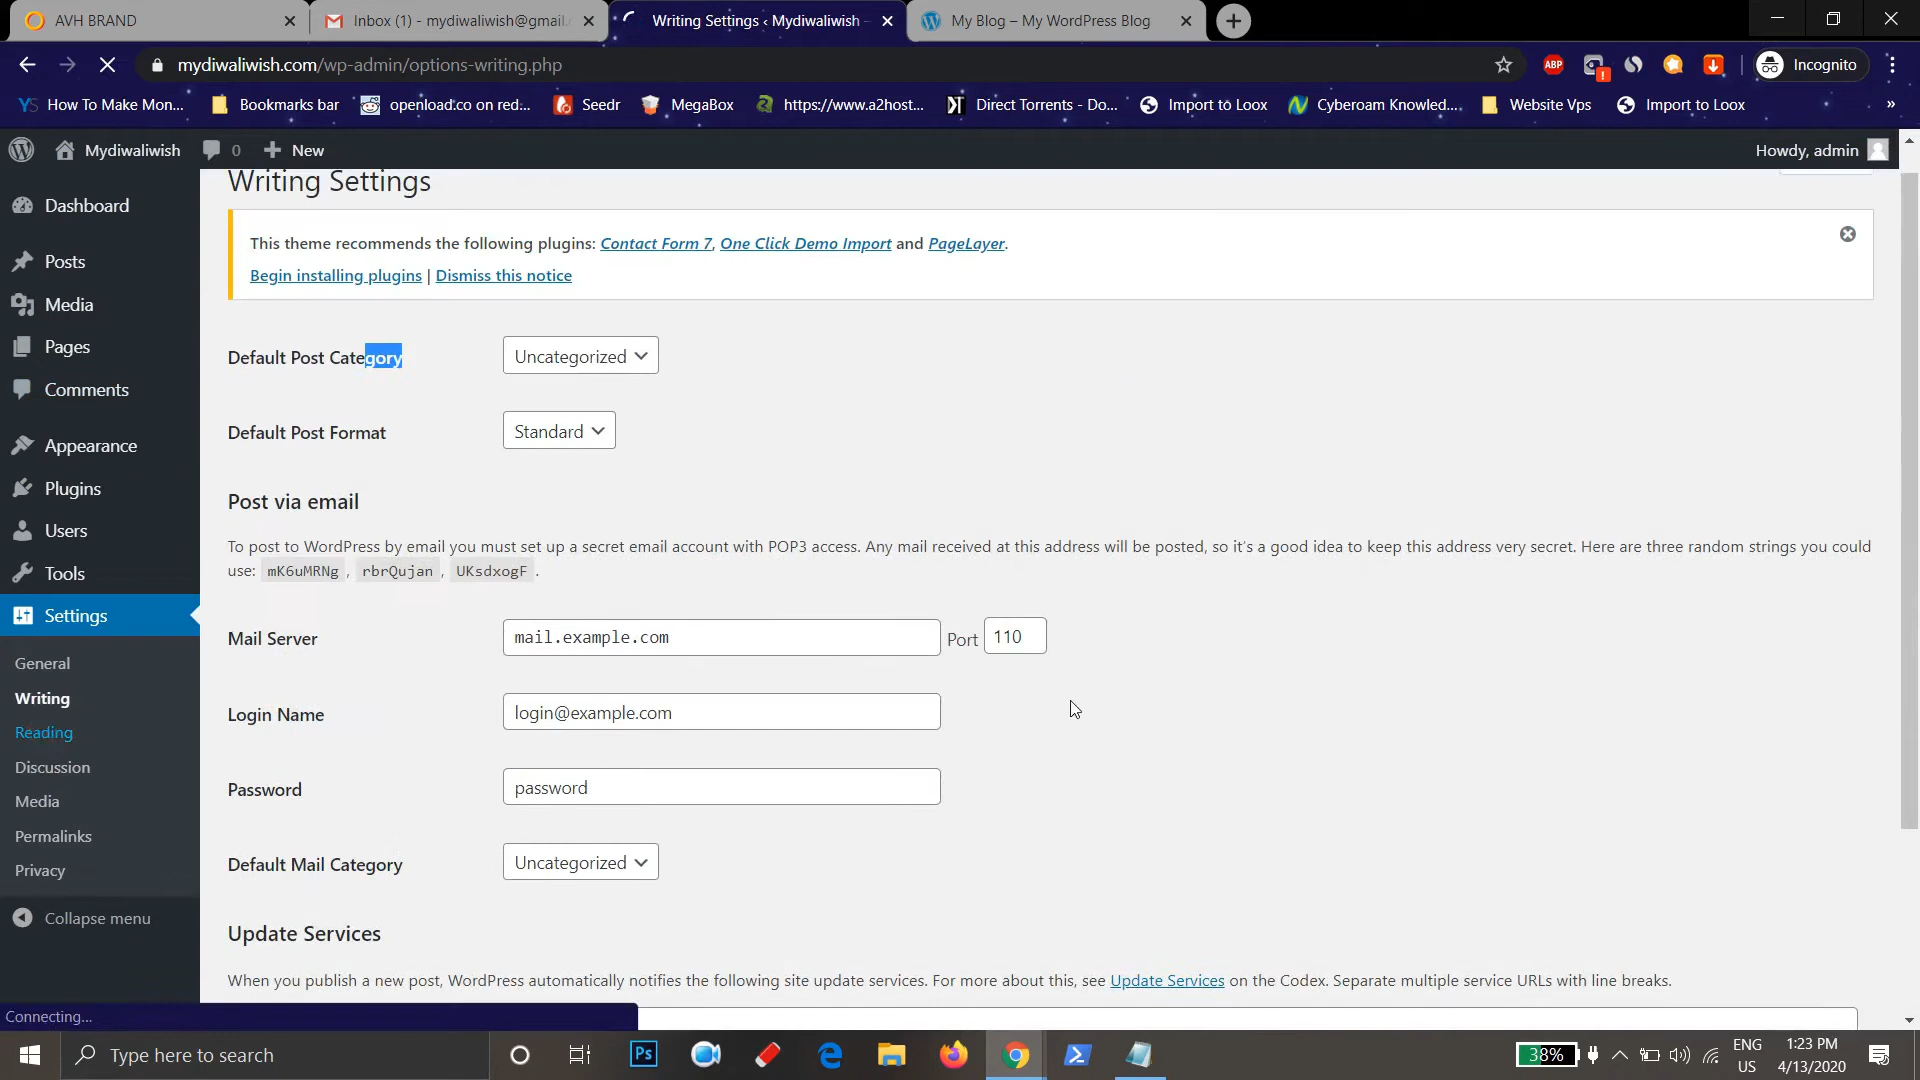 AVH BRAND
Inbox (1) - mydiwaliwish@gmail.
Writing Settings ‹ Mydiwaliwish –
My Blog – My WordPress Blog
mydiwaliwish.com/wp-admin/options-writing.php
ABP
Incognito
YS How To Make Mon...
Bookmarks bar
openload.co on red:...
Seedr
MegaBox
https://www.a2host...
Direct Torrents - Do...
Import to Loox
Cyberoam Knowled....
Website Vps
Import to Loox
»
Mydiwaliwish
0
New
Howdy, admin
Dashboard
Posts
Media
Pages
Comments
Appearance
Plugins
Users
Tools
Settings
General
Writing
Reading
Discussion
Media
Permalinks
Privacy
Collapse menu
Writing Settings
This theme recommends the following plugins: Contact Form 7, One Click Demo Import and PageLayer.
Begin installing plugins | Dismiss this notice
Default Post Category
Uncategorized
Default Post Format
Standard
Post via email
To post to WordPress by email you must set up a secret email account with POP3 access. Any mail received at this address will be posted, so it’s a good idea to keep this address very secret. Here are three random strings you could
use: mK6uMRNg , rbrQujan , UKsdxogF .
Mail Server
mail.example.com
Port
110
Login Name
login@example.com
Password
password
Default Mail Category
Uncategorized
Update Services
When you publish a new post, WordPress automatically notifies the following site update services. For more about this, see Update Services on the Codex. Separate multiple service URLs with line breaks.
Connecting...
Type here to search
Ps
38%
ENG
US
1:23 PM
4/13/2020